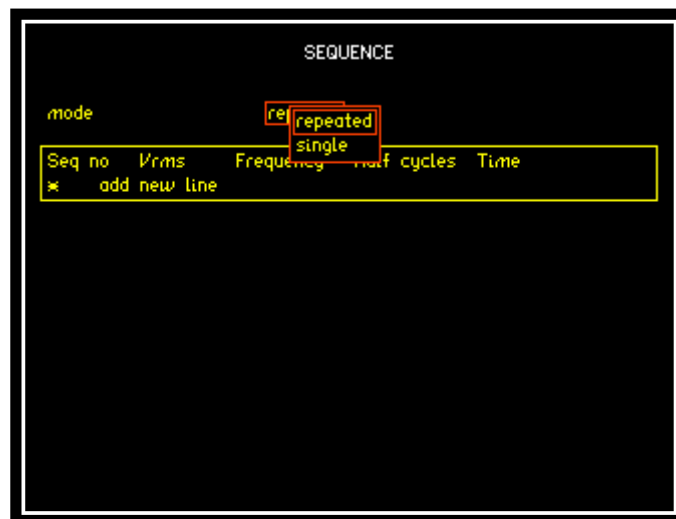 SEQUENCE
mode
repeated
single
Seq no Vrms Frequency Half cycles Time
* add new line